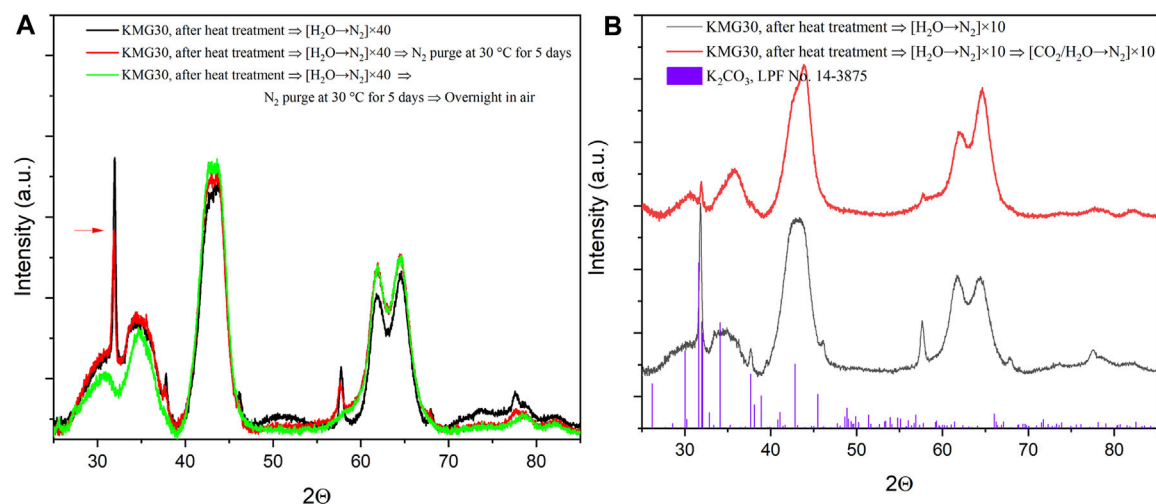 A
KMG30, after heat treatment ⇒ [H₂O→N₂]×40
KMG30, after heat treatment ⇒ [H₂O→N₂]×40 ⇒ N₂ purge at 30 °C for 5 days
KMG30, after heat treatment ⇒ [H₂O→N₂]×40 ⇒
N₂ purge at 30 °C for 5 days ⇒ Overnight in air
Intensity (a.u.)
30 40 50 60 70 80
2Θ
B
KMG30, after heat treatment ⇒ [H₂O→N₂]×10
KMG30, after heat treatment ⇒ [H₂O→N₂]×10 ⇒ [CO₂/H₂O→N₂]×10
K₂CO₃, LPF No. 14-3875
Intensity (a.u.)
30 40 50 60 70 80
2Θ